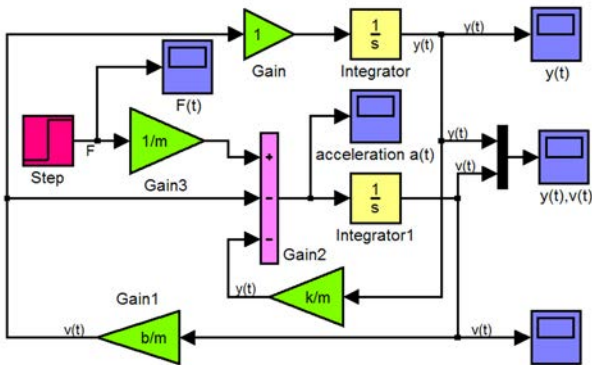 1
Gain
1
s
Integrator
y(t)
y(t)
y(t)
F(t)
Step
F
1/m
Gain3
+
-
-
acceleration a(t)
1
s
Integrator1
y(t)
v(t)
y(t),v(t)
Gain2
y(t)
k/m
Gain1
v(t)
b/m
v(t)